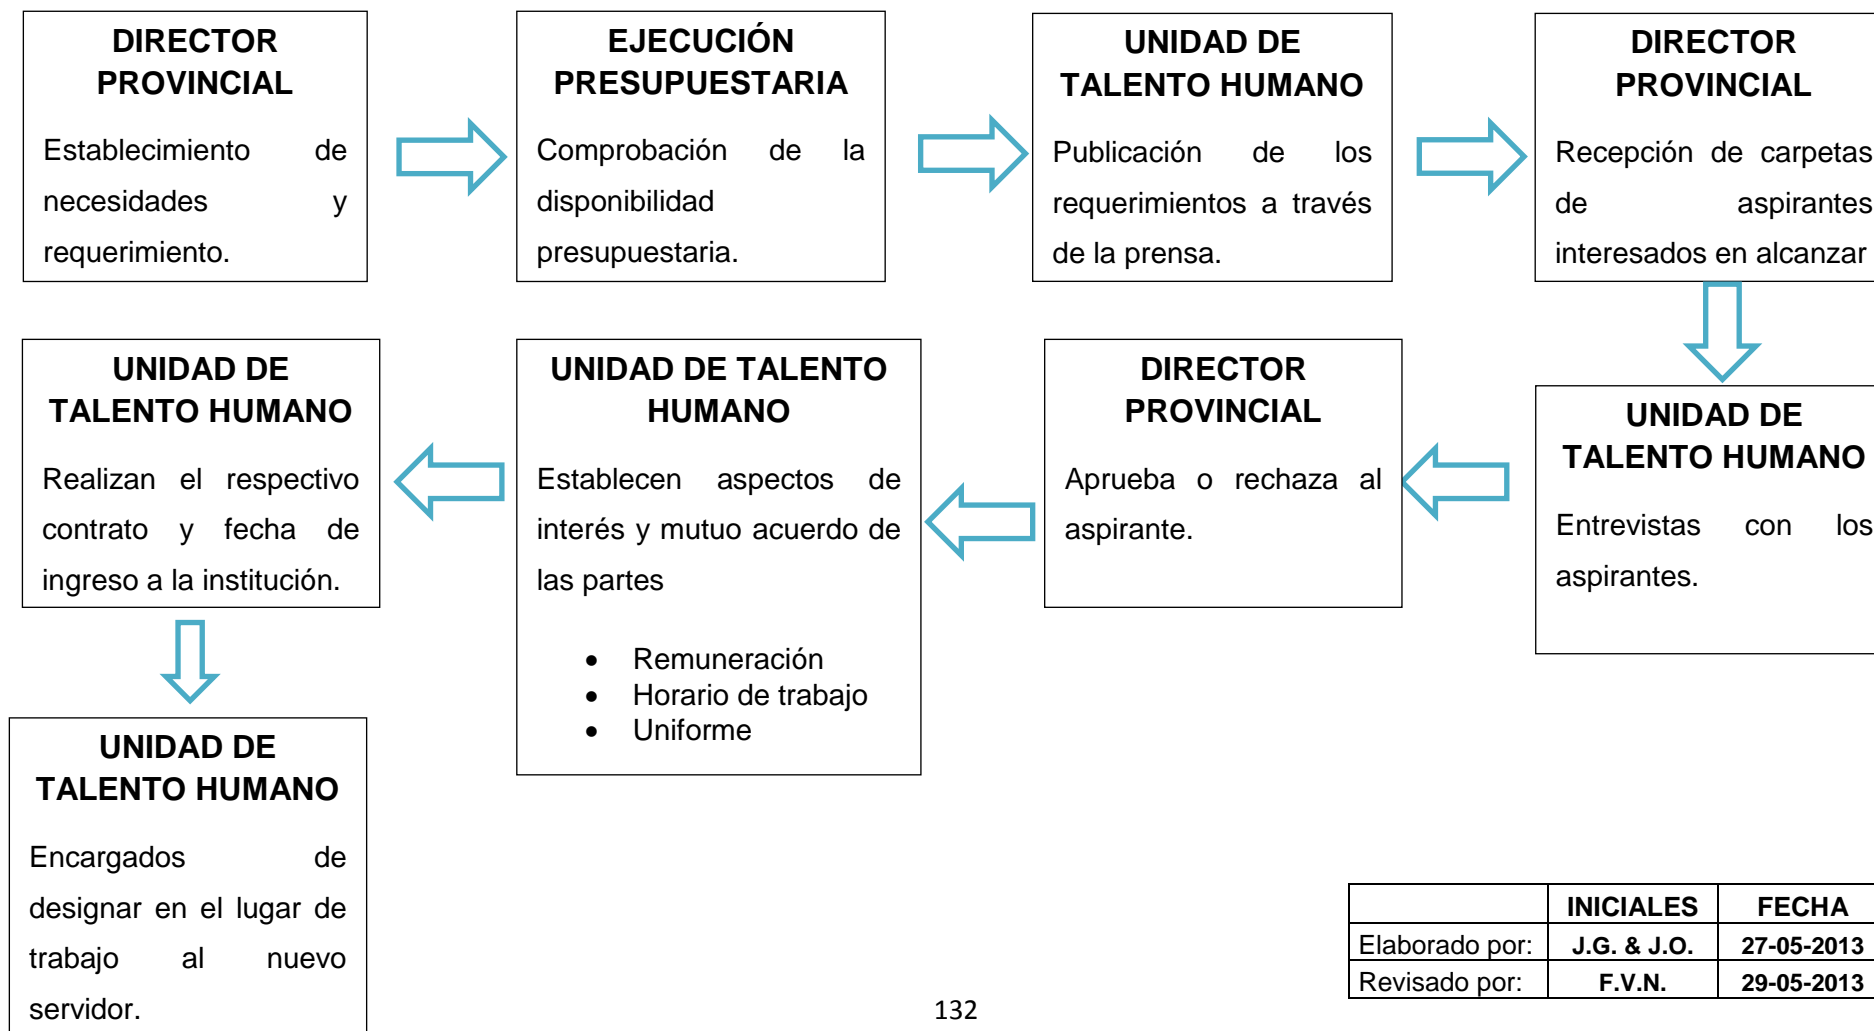 DIRECTOR
PROVINCIAL
Establecimiento de
necesidades y
requerimiento.
EJECUCIÓN
PRESUPUESTARIA
Comprobación de la
disponibilidad
presupuestaria.
UNIDAD DE
TALENTO HUMANO
Publicación de los
requerimientos a través
de la prensa.
DIRECTOR
PROVINCIAL
Recepción de carpetas
de aspirantes
interesados en alcanzar
UNIDAD DE
TALENTO HUMANO
Entrevistas con los
aspirantes.
DIRECTOR
PROVINCIAL
Aprueba o rechaza al
aspirante.
UNIDAD DE TALENTO
HUMANO
Establecen aspectos de
interés y mutuo acuerdo de
las partes
• Remuneración
• Horario de trabajo
• Uniforme
UNIDAD DE
TALENTO HUMANO
Realizan el respectivo
contrato y fecha de
ingreso a la institución.
UNIDAD DE
TALENTO HUMANO
Encargados de
designar en el lugar de
trabajo al nuevo
servidor.
INICIALES FECHA
Elaborado por: J.G. & J.O. 27-05-2013
Revisado por: F.V.N. 29-05-2013
132